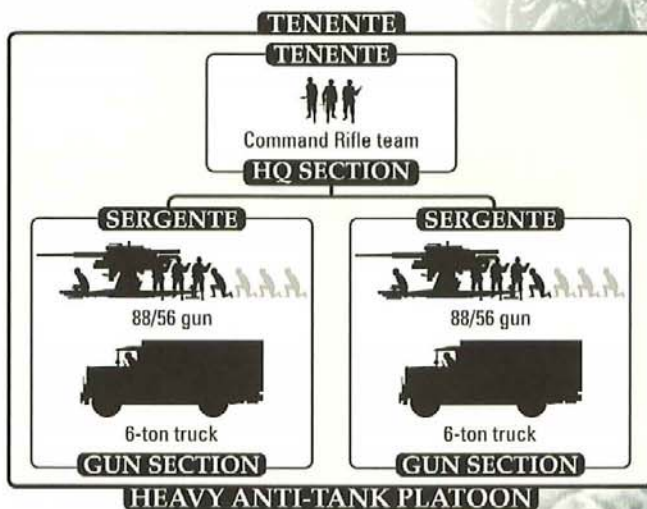 TENENTE
TENENTE
Command Rifle team
HQ SECTION
SERGENTE
88/56 gun
6-ton truck
GUN SECTION
SERGENTE
88/56 gun
6-ton truck
GUN SECTION
HEAVY ANTI-TANK PLATOON